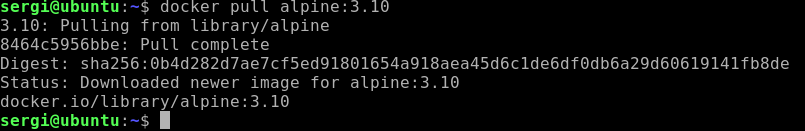 sergi@ubuntu:~$ docker pull alpine:3.10
3.10: Pulling from library/alpine
8464c5956bbe: Pull complete
Digest: sha256:0b4d282d7ae7cf5ed91801654a918aea45d6c1de6df0db6a29d60619141fb8de
Status: Downloaded newer image for alpine:3.10
docker.io/library/alpine:3.10
sergi@ubuntu:~$